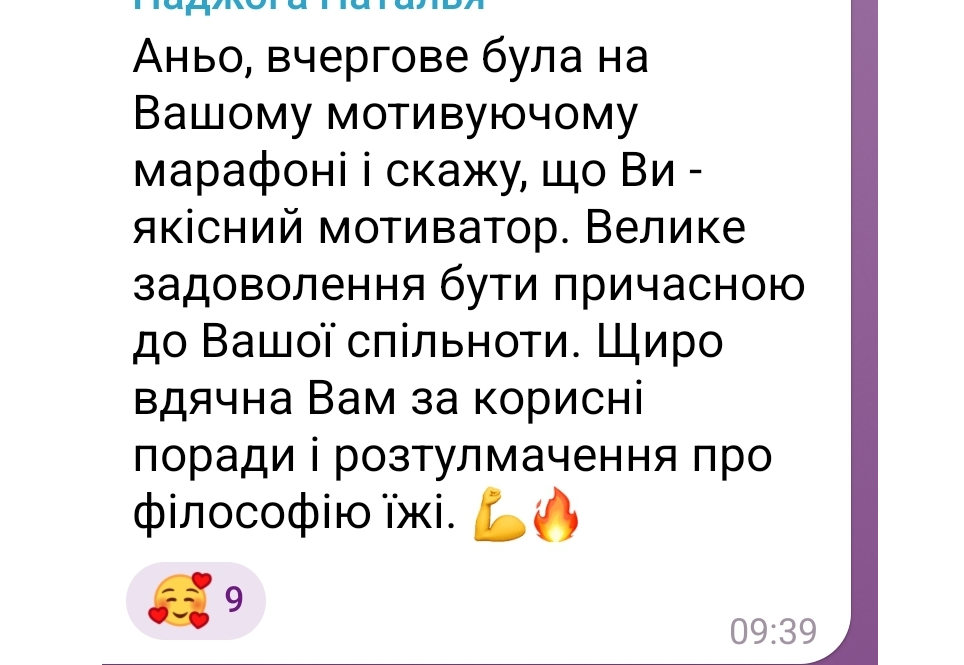 Наджога Наталья
Аньо, вчергове була на
Вашому мотивуючому
марафоні і скажу, що Ви -
якісний мотиватор. Велике
задоволення бути причасною
до Вашої спільноти. Щиро
вдячна Вам за корисні
поради і розтулмачення про
філософію їжі. 💪🔥
🥰 9
09:39